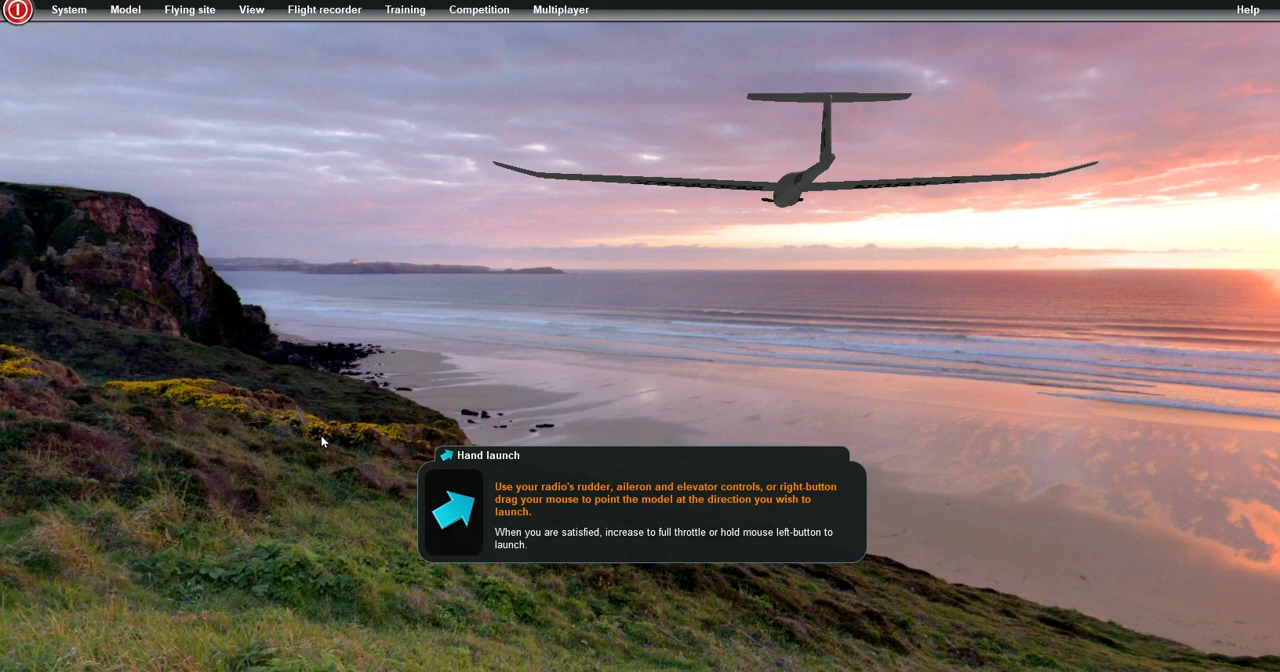 System Model Flying site View Flight recorder Training Competition Multiplayer Help
Hand launch
Use your radio's rudder, aileron and elevator controls, or right-button
drag your mouse to point the model at the direction you wish to
launch.
When you are satisfied, increase to full throttle or hold mouse left-button to
launch.